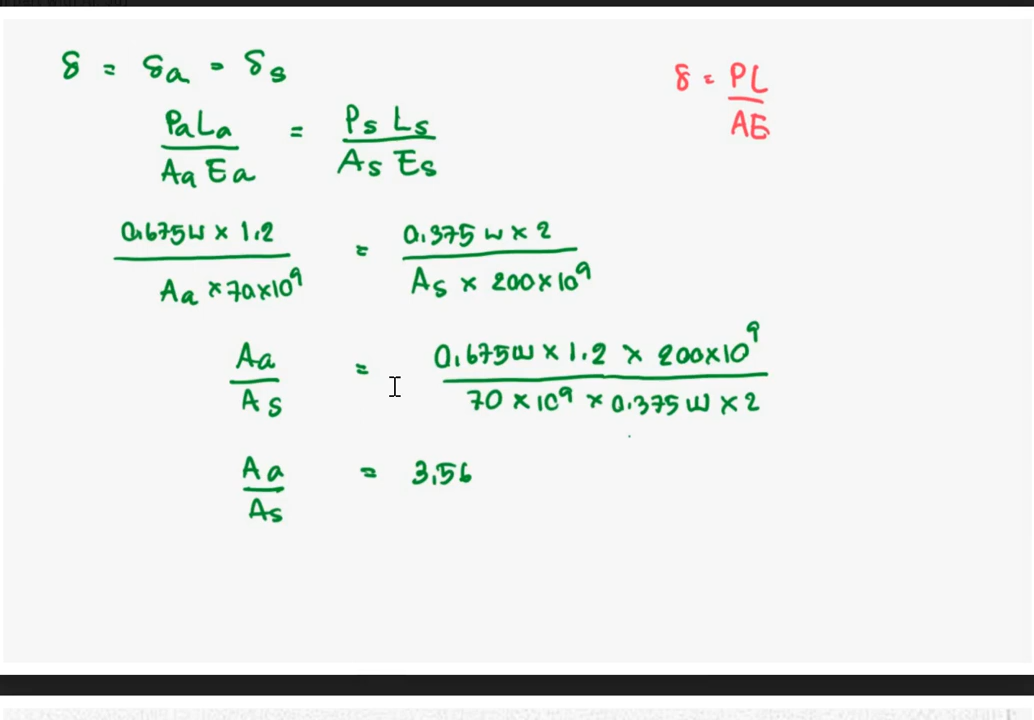 δ = δa = δs
δ = PL / AE
PaLa / AaEa = PsLs / AsEs
0.675W × 1.2 / Aa × 70×10⁹ = 0.375W × 2 / As × 200×10⁹
Aa / As = 0.675W × 1.2 × 200×10⁹ / 70×10⁹ × 0.375W × 2
Aa / As = 3.56